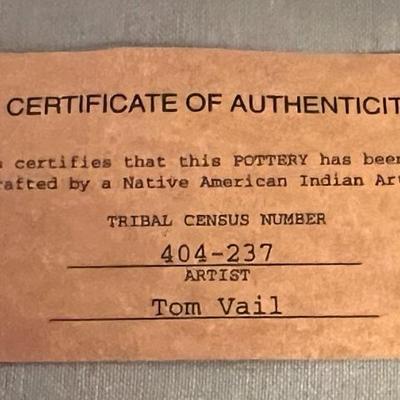 CERTIFICATE OF AUTHENTICIT
s certifies that this POTTERY has been
rafted by a Native American Indian Art
TRIBAL CENSUS NUMBER
404-237
ARTIST
Tom Vail